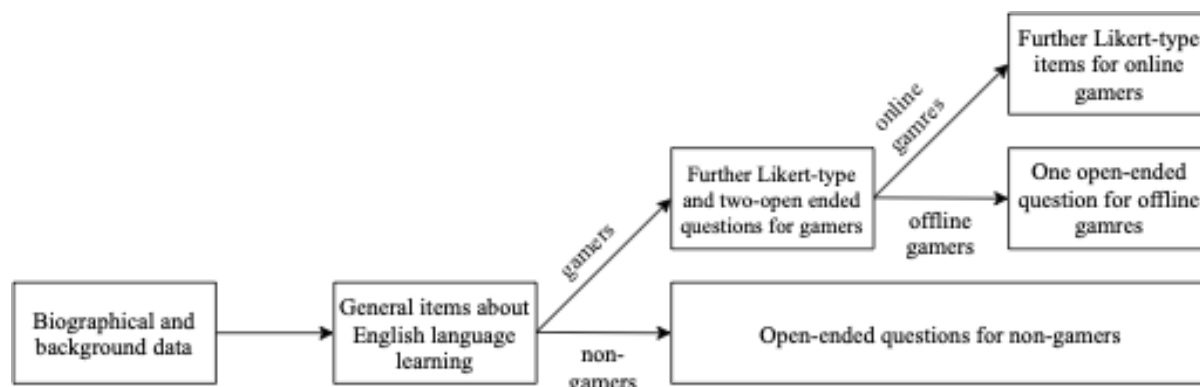 Biographical and
background data
General items about
English language
learning
gamers
non-
gamers
Further Likert-type
and two-open ended
questions for gamers
online
gamres
offline
gamers
Further Likert-type
items for online
gamers
One open-ended
question for offline
gamres
Open-ended questions for non-gamers